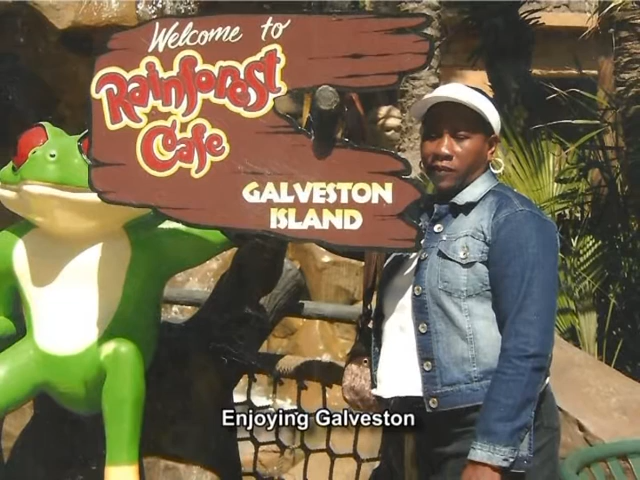 Welcome to
Rainforest
Cafe
GALVESTON
ISLAND
Enjoying Galveston